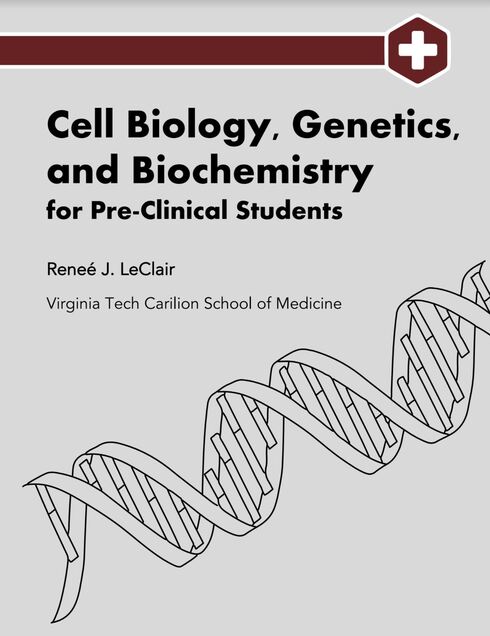 Cell Biology, Genetics,
and Biochemistry
for Pre-Clinical Students
Reneé J. LeClair
Virginia Tech Carilion School of Medicine